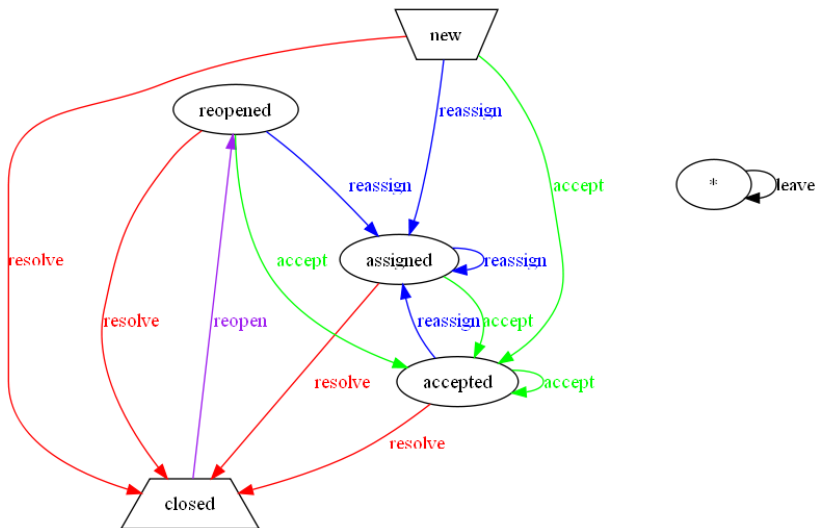 new
reopened
reassign
*
leave
reassign
accept
resolve
accept
assigned
reassign
resolve
reopen
reassign
accept
resolve
accepted
accept
resolve
closed